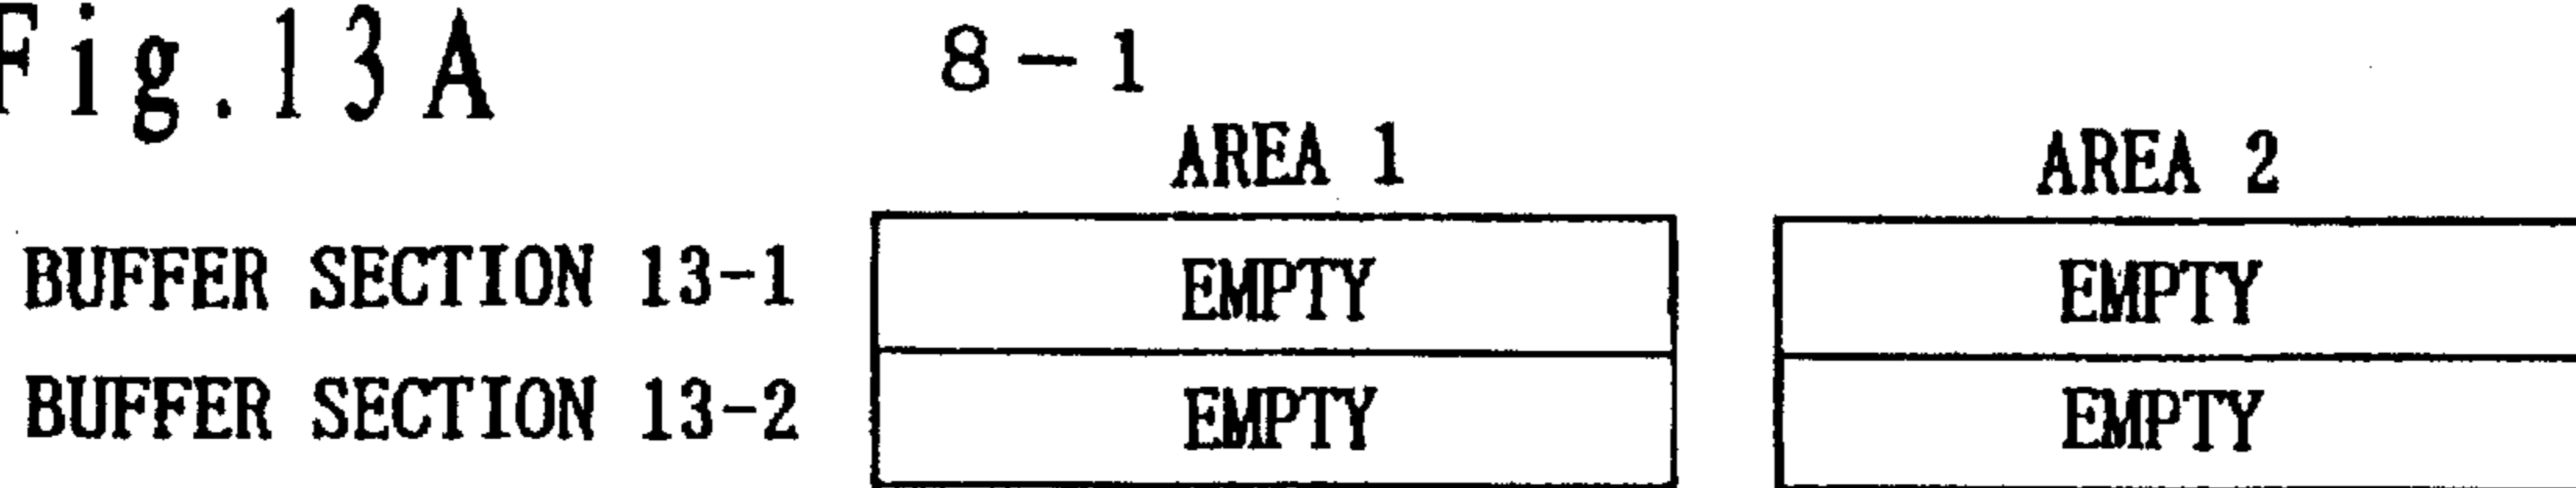 Fig.13A
8-1
AREA 1 AREA 2
BUFFER SECTION 13-1 EMPTY EMPTY
BUFFER SECTION 13-2 EMPTY EMPTY